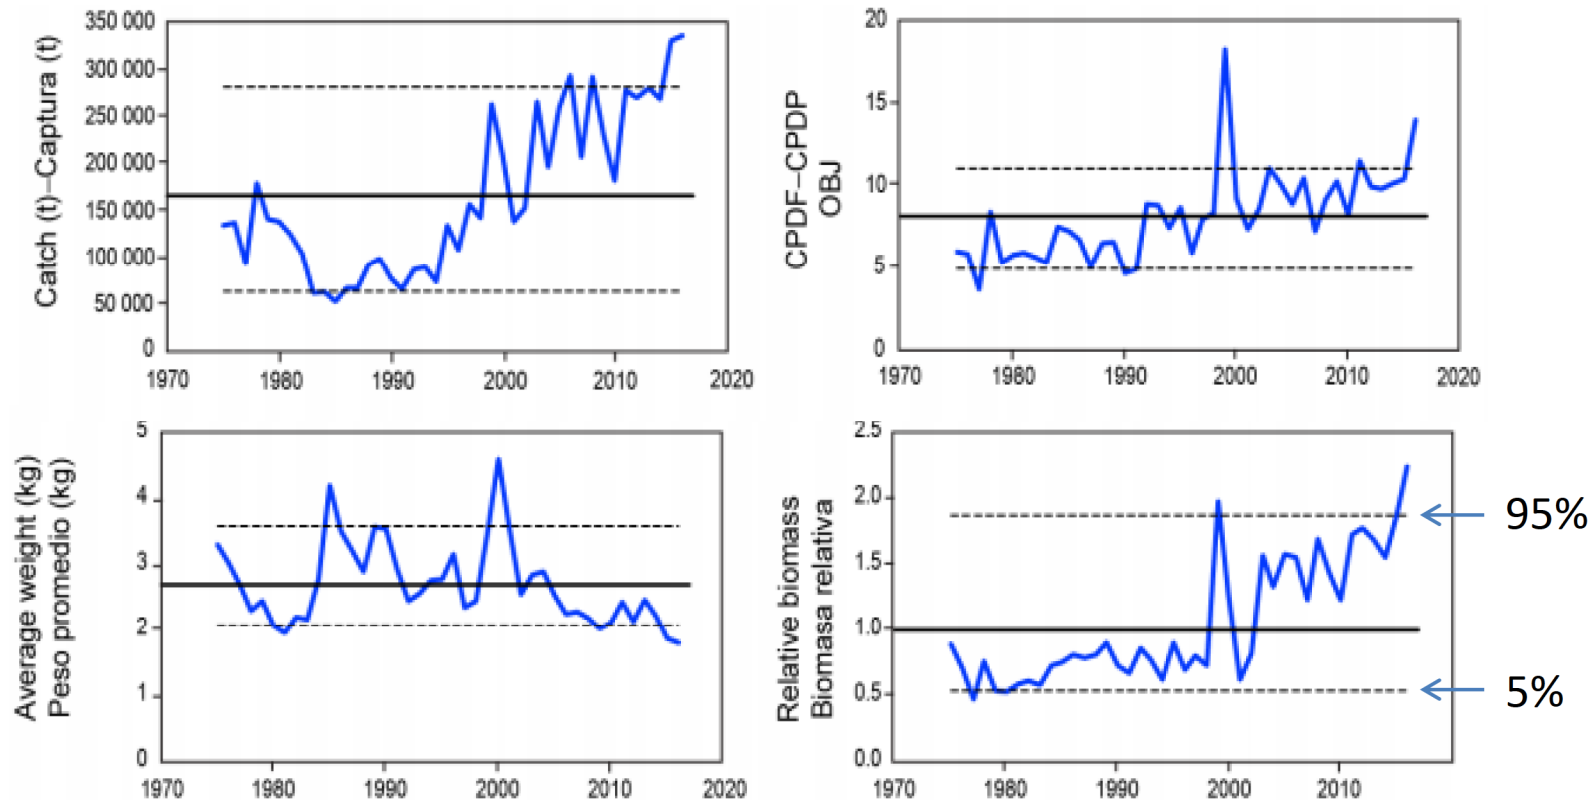 Catch (t)–Captura (t)
350 000
300 000
250 000
200 000
150 000
100 000
50 000
0
1970 1980 1990 2000 2010 2020
CPDF–CPDP
OBJ
20
15
10
5
0
1970 1980 1990 2000 2010 2020
Average weight (kg)
Peso promedio (kg)
5
4
3
2
1
0
1970 1980 1990 2000 2010 2020
Relative biomass
Biomasa relativa
2.5
2.0
1.5
1.0
0.5
0.0
1970 1980 1990 2000 2010
95%
5%